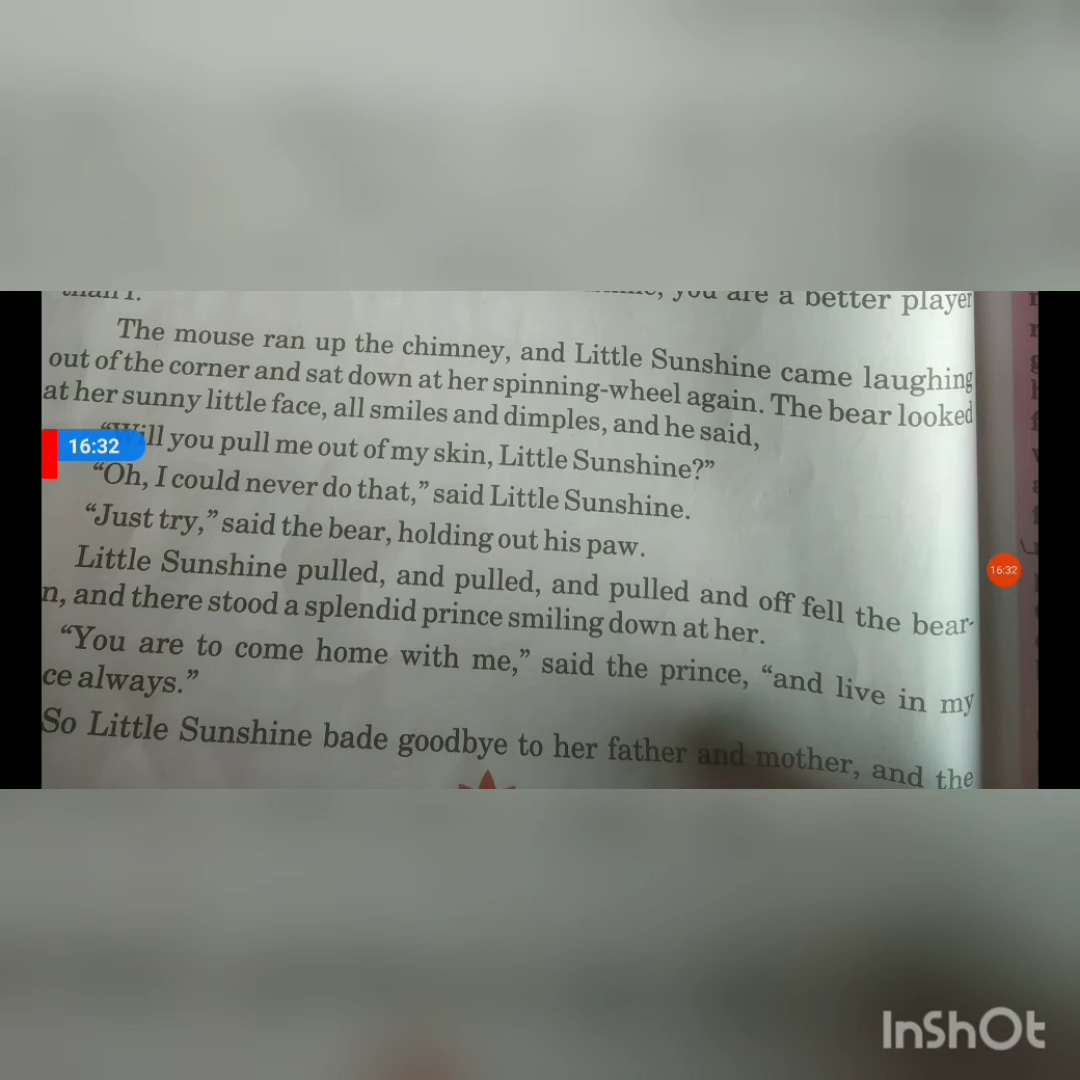 than I.
you are a better player
The mouse ran up the chimney, and Little Sunshine came laughing
out of the corner and sat down at her spinning-wheel again. The bear looked
at her sunny little face, all smiles and dimples, and he said,
“Will you pull me out of my skin, Little Sunshine?”
16:32
“Oh, I could never do that,” said Little Sunshine.
“Just try,” said the bear, holding out his paw.
Little Sunshine pulled, and pulled, and pulled and off fell the bear-
16:32
n, and there stood a splendid prince smiling down at her.
“You are to come home with me,” said the prince, “and live in my
ce always.”
So Little Sunshine bade goodbye to her father and mother, and the
InShOt